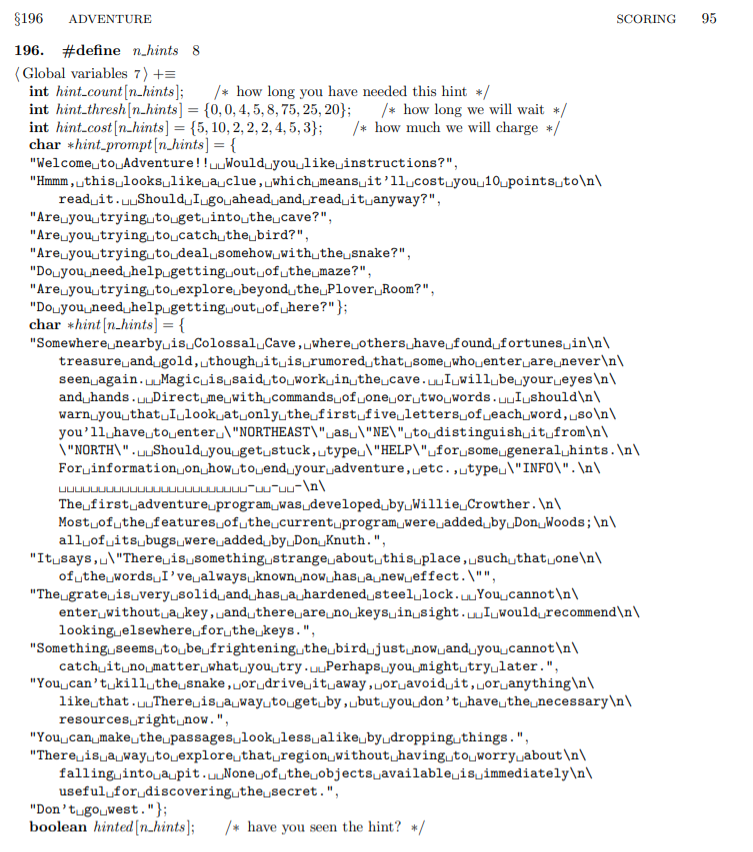 §196 ADVENTURE SCORING 95
196. #define n_hints 8
⟨Global variables 7⟩ +≡
int hint_count[n_hints]; /* how long you have needed this hint */
int hint_thresh[n_hints] = {0, 0, 4, 5, 8, 75, 25, 20}; /* how long we will wait */
int hint_cost[n_hints] = {5, 10, 2, 2, 2, 4, 5, 3}; /* how much we will charge */
char *hint_prompt[n_hints] = {
"Welcome␣to␣Adventure!!␣␣Would␣you␣like␣instructions?",
"Hmmm,␣this␣looks␣like␣a␣clue,␣which␣means␣it'll␣cost␣you␣10␣points␣to\n\
read␣it.␣␣Should␣I␣go␣ahead␣and␣read␣it␣anyway?",
"Are␣you␣trying␣to␣get␣into␣the␣cave?",
"Are␣you␣trying␣to␣catch␣the␣bird?",
"Are␣you␣trying␣to␣deal␣somehow␣with␣the␣snake?",
"Do␣you␣need␣help␣getting␣out␣of␣the␣maze?",
"Are␣you␣trying␣to␣explore␣beyond␣the␣Plover␣Room?",
"Do␣you␣need␣help␣getting␣out␣of␣here?"};
char *hint[n_hints] = {
"Somewhere␣nearby␣is␣Colossal␣Cave,␣where␣others␣have␣found␣fortunes␣in\n\
treasure␣and␣gold,␣though␣it␣is␣rumored␣that␣some␣who␣enter␣are␣never\n\
seen␣again.␣␣Magic␣is␣said␣to␣work␣in␣the␣cave.␣␣I␣will␣be␣your␣eyes\n\
and␣hands.␣␣Direct␣me␣with␣commands␣of␣one␣or␣two␣words.␣␣I␣should\n\
warn␣you␣that␣I␣look␣at␣only␣the␣first␣five␣letters␣of␣each␣word,␣so\n\
you'll␣have␣to␣enter␣\"NORTHEAST\"␣as␣\"NE\"␣to␣distinguish␣it␣from\n\
\"NORTH\".␣␣Should␣you␣get␣stuck,␣type␣\"HELP\"␣for␣some␣general␣hints.\n\
For␣information␣on␣how␣to␣end␣your␣adventure,␣etc.,␣type␣\"INFO\".\n\
␣␣␣␣␣␣␣␣␣␣␣␣␣␣␣␣␣␣␣␣␣␣␣␣-␣␣-␣␣-\n\
The␣first␣adventure␣program␣was␣developed␣by␣Willie␣Crowther.\n\
Most␣of␣the␣features␣of␣the␣current␣program␣were␣added␣by␣Don␣Woods;\n\
all␣of␣its␣bugs␣were␣added␣by␣Don␣Knuth.",
"It␣says,␣\"There␣is␣something␣strange␣about␣this␣place,␣such␣that␣one\n\
of␣the␣words␣I've␣always␣known␣now␣has␣a␣new␣effect.\"",
"The␣grate␣is␣very␣solid␣and␣has␣a␣hardened␣steel␣lock.␣␣You␣cannot\n\
enter␣without␣a␣key,␣and␣there␣are␣no␣keys␣in␣sight.␣␣I␣would␣recommend\n\
looking␣elsewhere␣for␣the␣keys.",
"Something␣seems␣to␣be␣frightening␣the␣bird␣just␣now␣and␣you␣cannot\n\
catch␣it␣no␣matter␣what␣you␣try.␣␣Perhaps␣you␣might␣try␣later.",
"You␣can't␣kill␣the␣snake,␣or␣drive␣it␣away,␣or␣avoid␣it,␣or␣anything\n\
like␣that.␣␣There␣is␣a␣way␣to␣get␣by,␣but␣you␣don't␣have␣the␣necessary\n\
resources␣right␣now.",
"You␣can␣make␣the␣passages␣look␣less␣alike␣by␣dropping␣things.",
"There␣is␣a␣way␣to␣explore␣that␣region␣without␣having␣to␣worry␣about\n\
falling␣into␣a␣pit.␣␣None␣of␣the␣objects␣available␣is␣immediately\n\
useful␣for␣discovering␣the␣secret.",
"Don't␣go␣west."};
boolean hinted[n_hints]; /* have you seen the hint? */